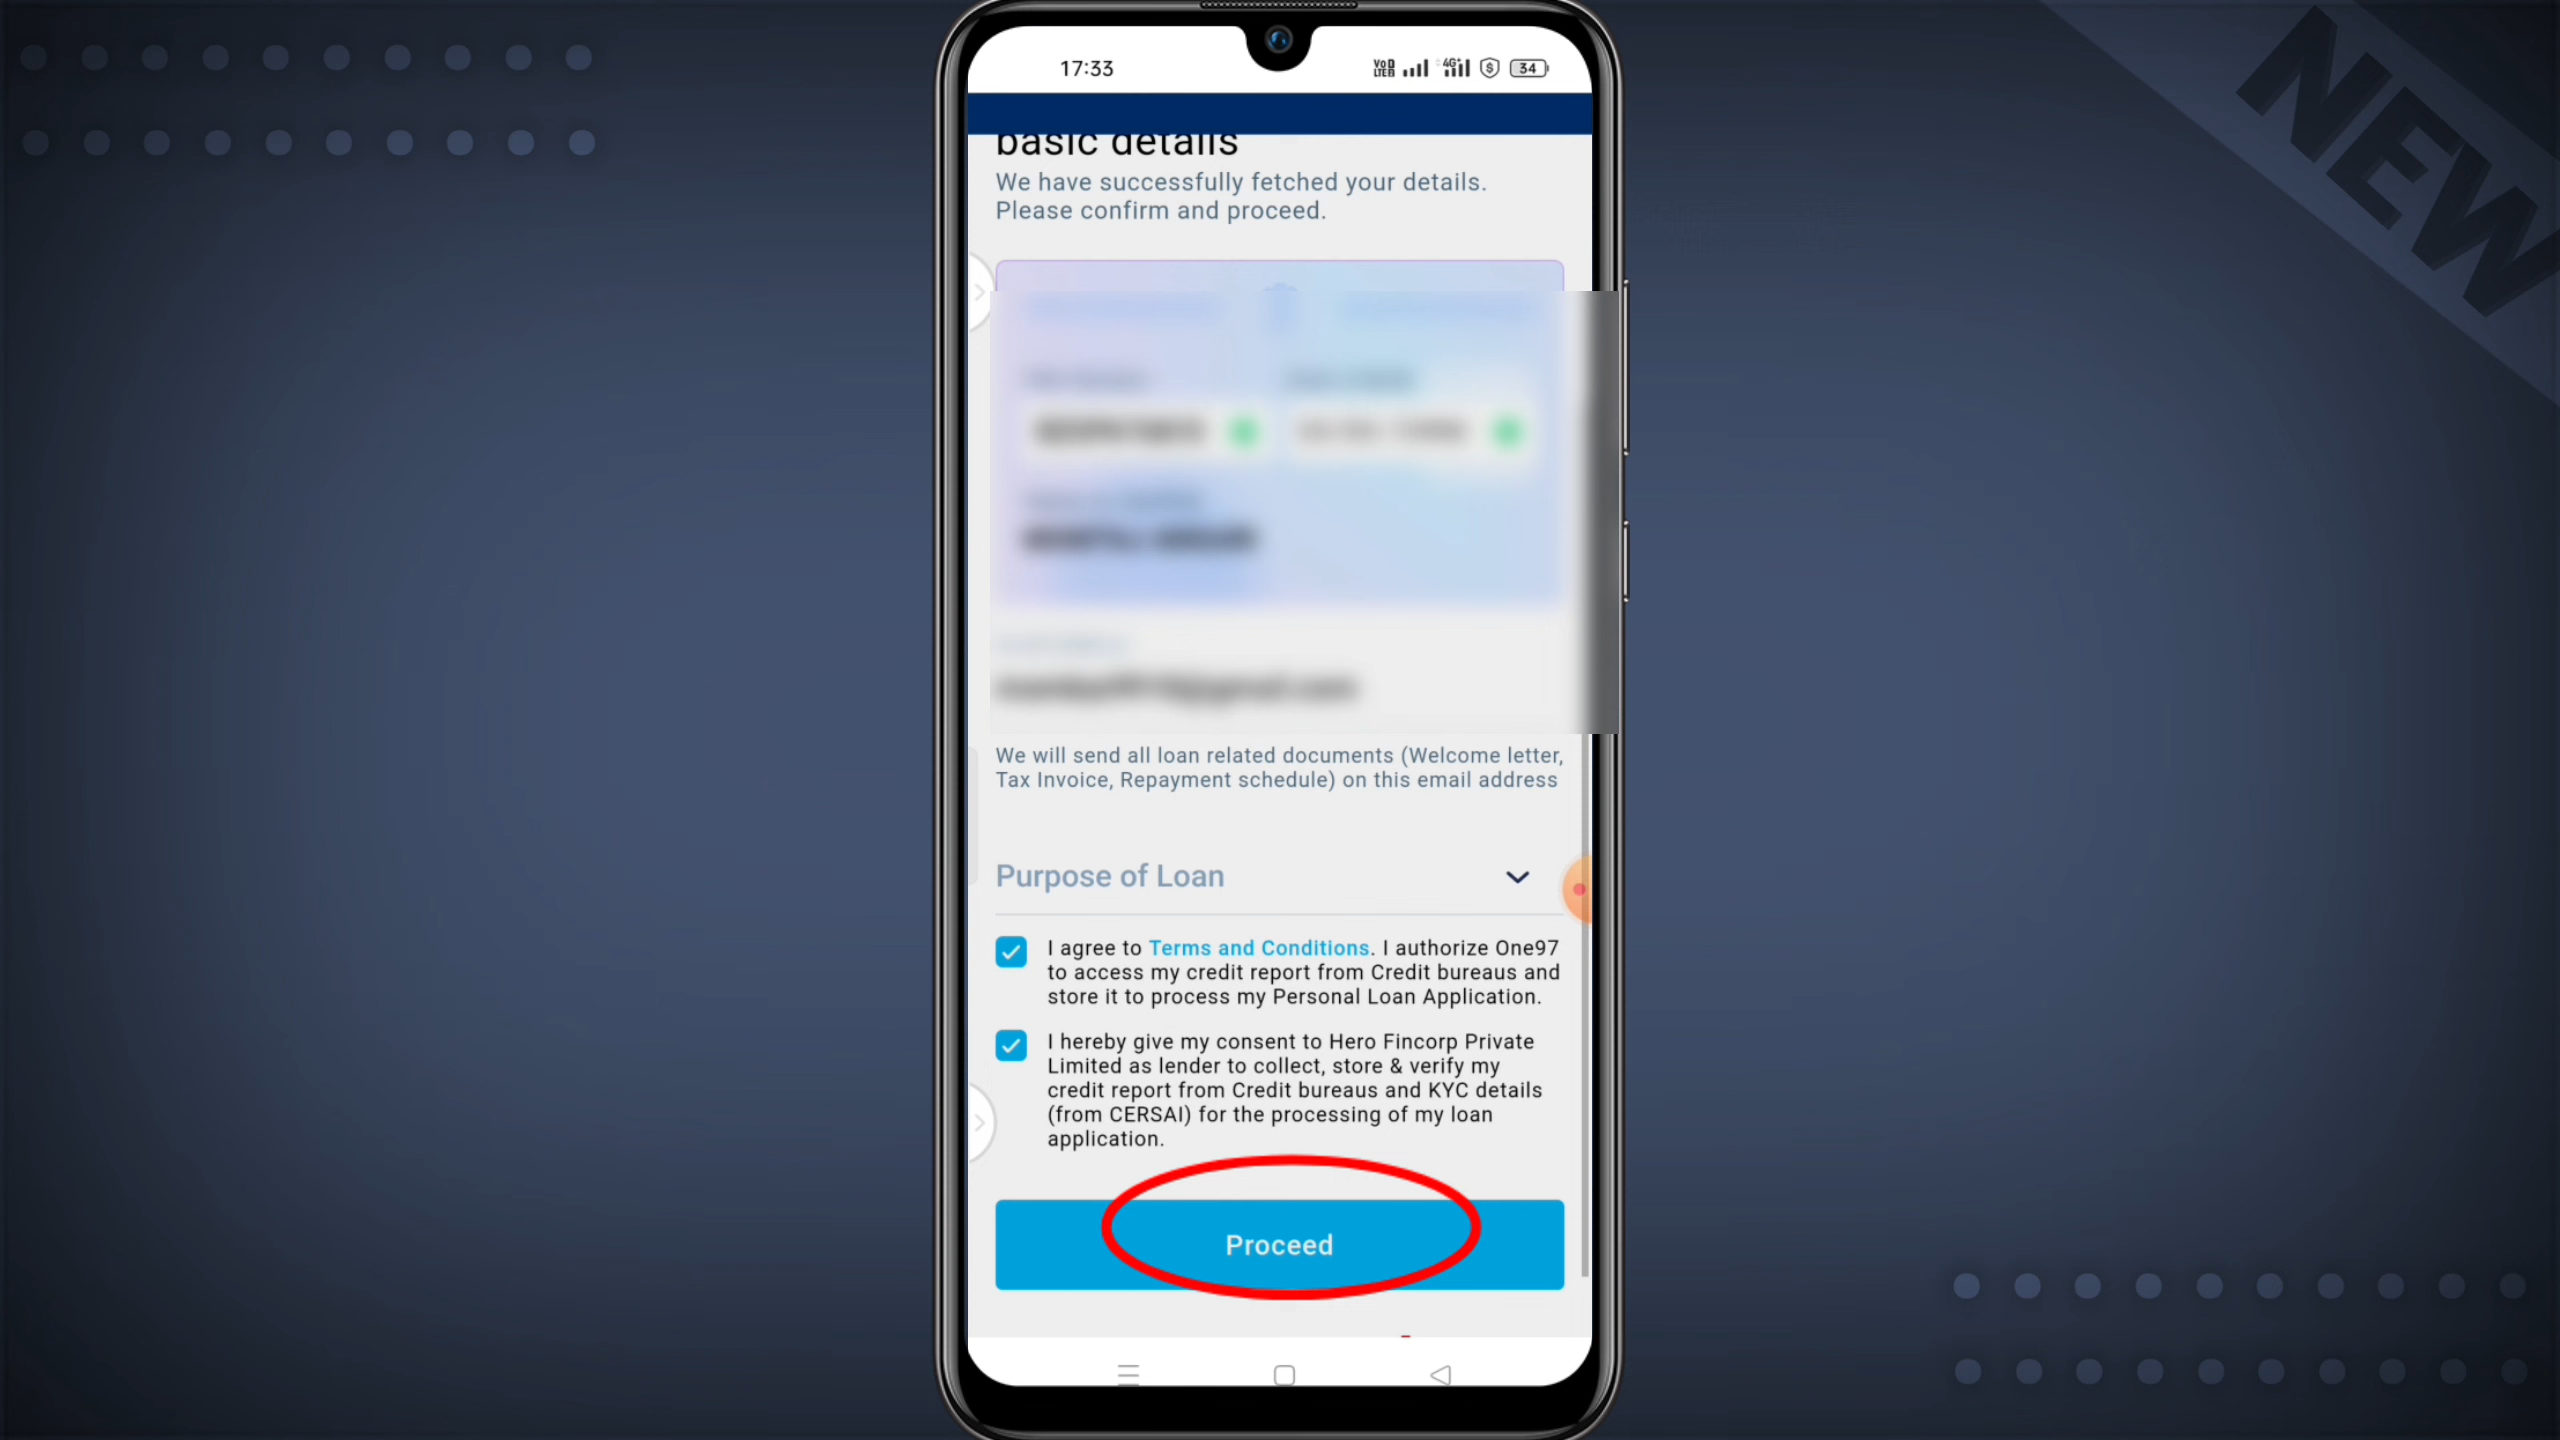 NEW
17:33
Vo LTE 4G+ 34
basic details
We have successfully fetched your details.
Please confirm and proceed.
We will send all loan related documents (Welcome letter,
Tax Invoice, Repayment schedule) on this email address
Purpose of Loan
I agree to Terms and Conditions. I authorize One97
to access my credit report from Credit bureaus and
store it to process my Personal Loan Application.
I hereby give my consent to Hero Fincorp Private
Limited as lender to collect, store & verify my
credit report from Credit bureaus and KYC details
(from CERSAI) for the processing of my loan
application.
Proceed